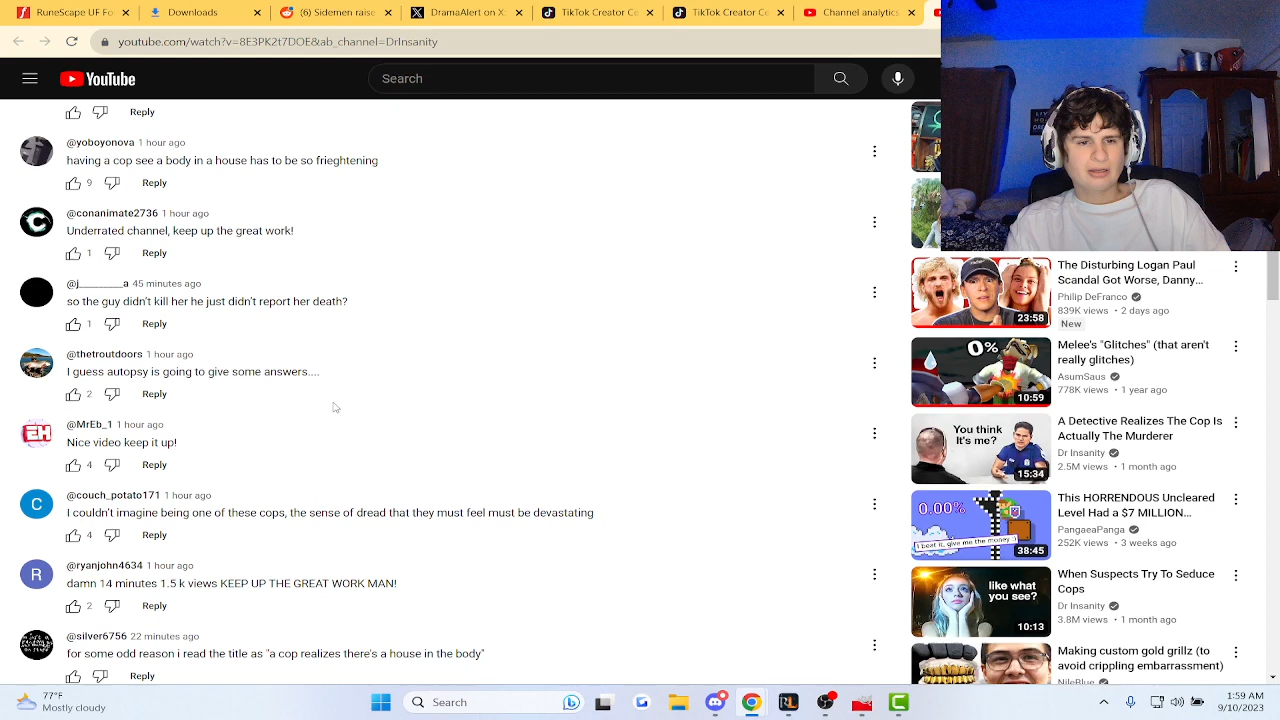 RuneScape UF Fo
Downloads
(6) Sidemen raise
DramaAlert on X:
TikTok Creator Ce
TikTok Creator Ce
Channel analytics
youtube.com/watch?v=sE3PK2t7DOE&ab_channel=DrInsanity
YouTube
Search
Reply
@yoboyonova 1 hour ago
having a cop see a body in a house has to be so frieghtening
9 Reply
@conanimate2736 1 hour ago
Underrated channel, keep up the great work!
1 Reply
45 minutes ago
so the guy didn't kill her he just didn't report her death?
1 Reply
@thetroutdoors 1 hour ago
I guess autopsy is going to give some answers....
2 Reply
@MrEb_1 1 hour ago
Nice video keep it up!
4 Reply
C
@couch_potato171 1 hour ago
I couldn't imagine being one of those cops, the sense of dread that they must feel must be devastating
4 Reply
R
@ryanjohn4634 1 hour ago
damn 14 minutes 1.5 k views KEEP UP THE GREAT WORK MAN!
2 Reply
@silver6756 22 minutes ago
for some odd reason i read the title as "a cop realizes there's a house in the body"
Reply
23:58
The Disturbing Logan Paul
Scandal Got Worse, Danny...
Philip DeFranco
839K views • 2 days ago
New
0%
10:59
Melee's "Glitches" (that aren't
really glitches)
AsumSaus
778K views • 1 year ago
You think
It's me?
15:34
A Detective Realizes The Cop Is
Actually The Murderer
Dr Insanity
2.5M views • 1 month ago
0.00%
I beat it, give me the money :)
38:45
This HORRENDOUS Uncleared
Level Had a $7 MILLION...
PangaeaPanga
252K views • 3 weeks ago
like what
you see?
10:13
When Suspects Try To Seduce
Cops
Dr Insanity
3.8M views • 1 month ago
Making custom gold grillz (to
avoid crippling embarrassment)
NileBlue
77°F
Mostly cloudy
Search
1:59 AM
9/10/2023